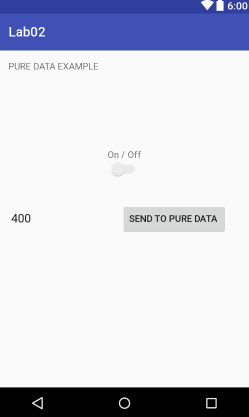 6:00
Lab02
PURE DATA EXAMPLE
On / Off
400
SEND TO PURE DATA